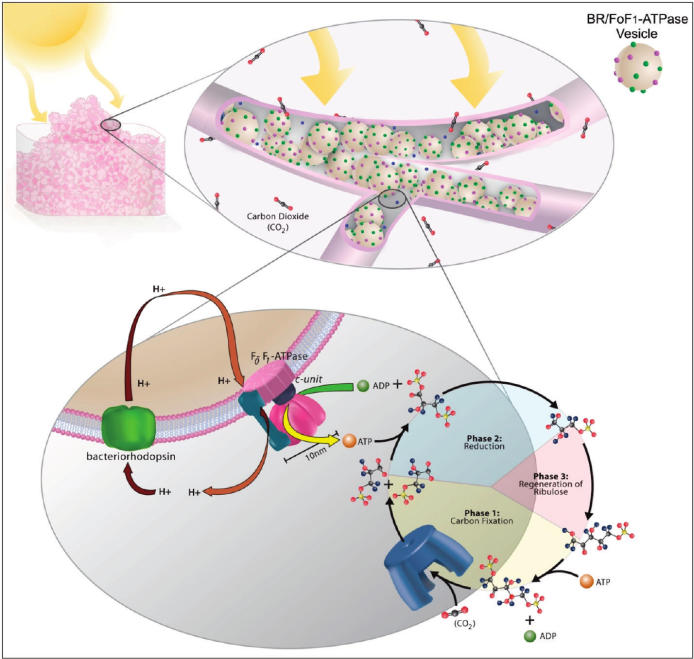 BR/FoF1-ATPase
Vesicle
Carbon Dioxide
(CO2)
H+
H+
H+
F0 F1-ATPase
c-unit
ADP
+
bacteriorhodopsin
10nm
ATP
H+
H+
Phase 2:
Reduction
Phase 3:
Regeneration of
Ribulose
+
Phase 1:
Carbon Fixation
ATP
(CO2)
+
ADP